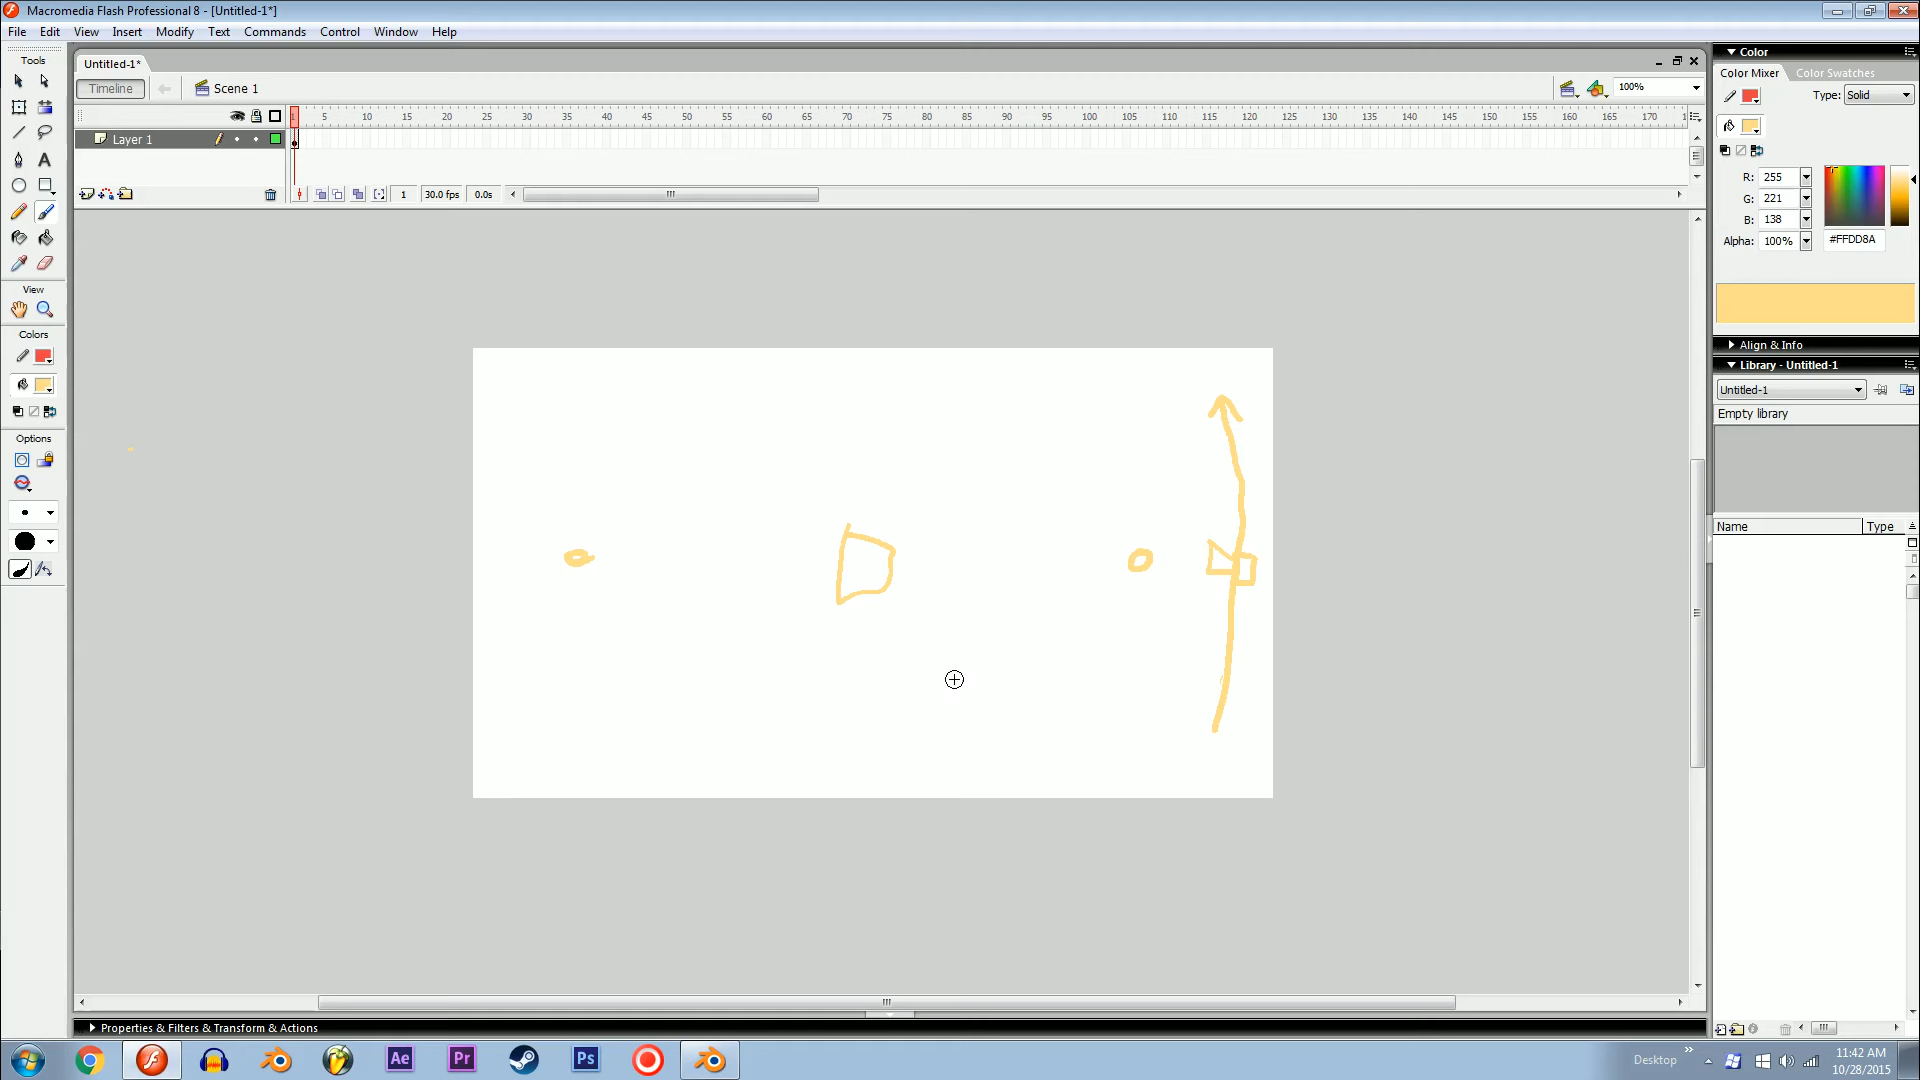 Macromedia Flash Professional 8 - [Untitled-1*]
File Edit View Insert Modify Text Commands Control Window Help
Tools
Untitled-1*
Timeline
Scene 1
100%
1 5 10 15 20 25 30 35 40 45 50 55 60 65 70 75 80 85 90 95 100 105 110 115 120 125 130 135 140 145 150 155 160 165 170 1
Layer 1
1 30.0 fps 0.0s
View
Colors
Options
Color
Color Mixer Color Swatches
Type: Solid
R: 255
G: 221
B: 138
Alpha: 100% #FFDD8A
Align & Info
Library - Untitled-1
Untitled-1
Empty library
Name Type
Properties & Filters & Transform & Actions
Ae Pr Ps
Desktop »
11:42 AM
10/28/2015